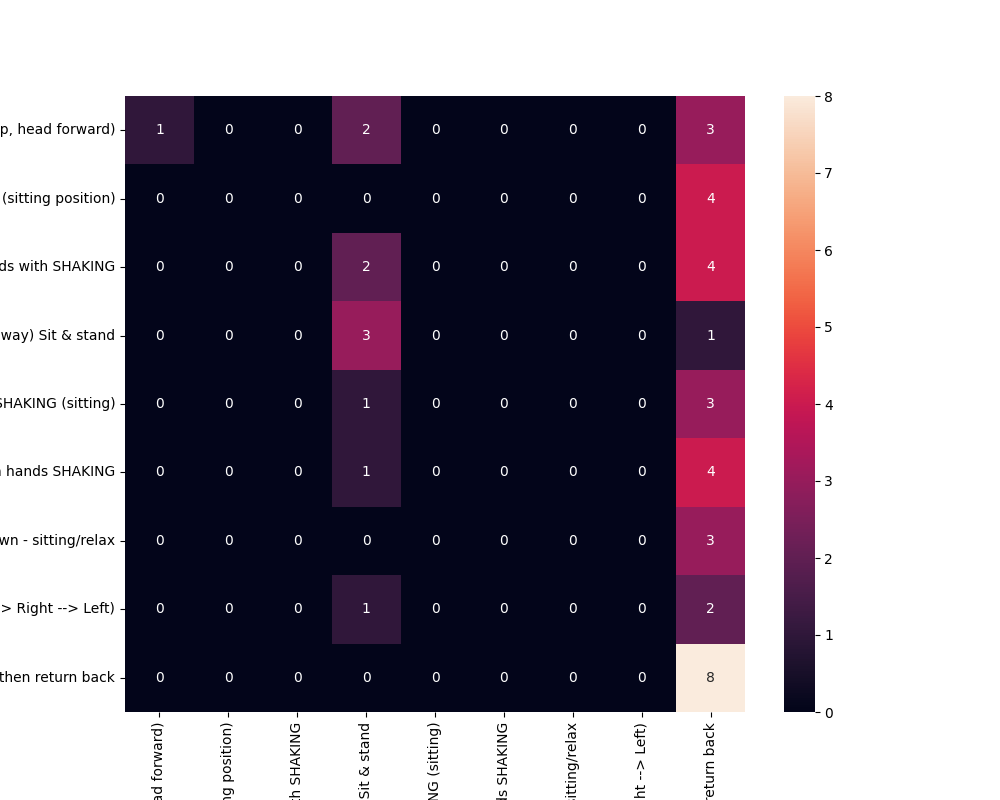 p, head forward) 1 0 0 2 0 0 0 0 3
(sitting position) 0 0 0 0 0 0 0 0 4
ds with SHAKING 0 0 0 2 0 0 0 0 4
way) Sit & stand 0 0 0 3 0 0 0 0 1
SHAKING (sitting) 0 0 0 1 0 0 0 0 3
hands SHAKING 0 0 0 1 0 0 0 0 4
wn - sitting/relax 0 0 0 0 0 0 0 0 3
> Right --> Left) 0 0 0 1 0 0 0 0 2
then return back 0 0 0 0 0 0 0 0 8
ad forward)
ng position)
th SHAKING
Sit & stand
NG (sitting)
ds SHAKING
sitting/relax
ht --> Left)
return back
8
7
6
5
4
3
2
1
0